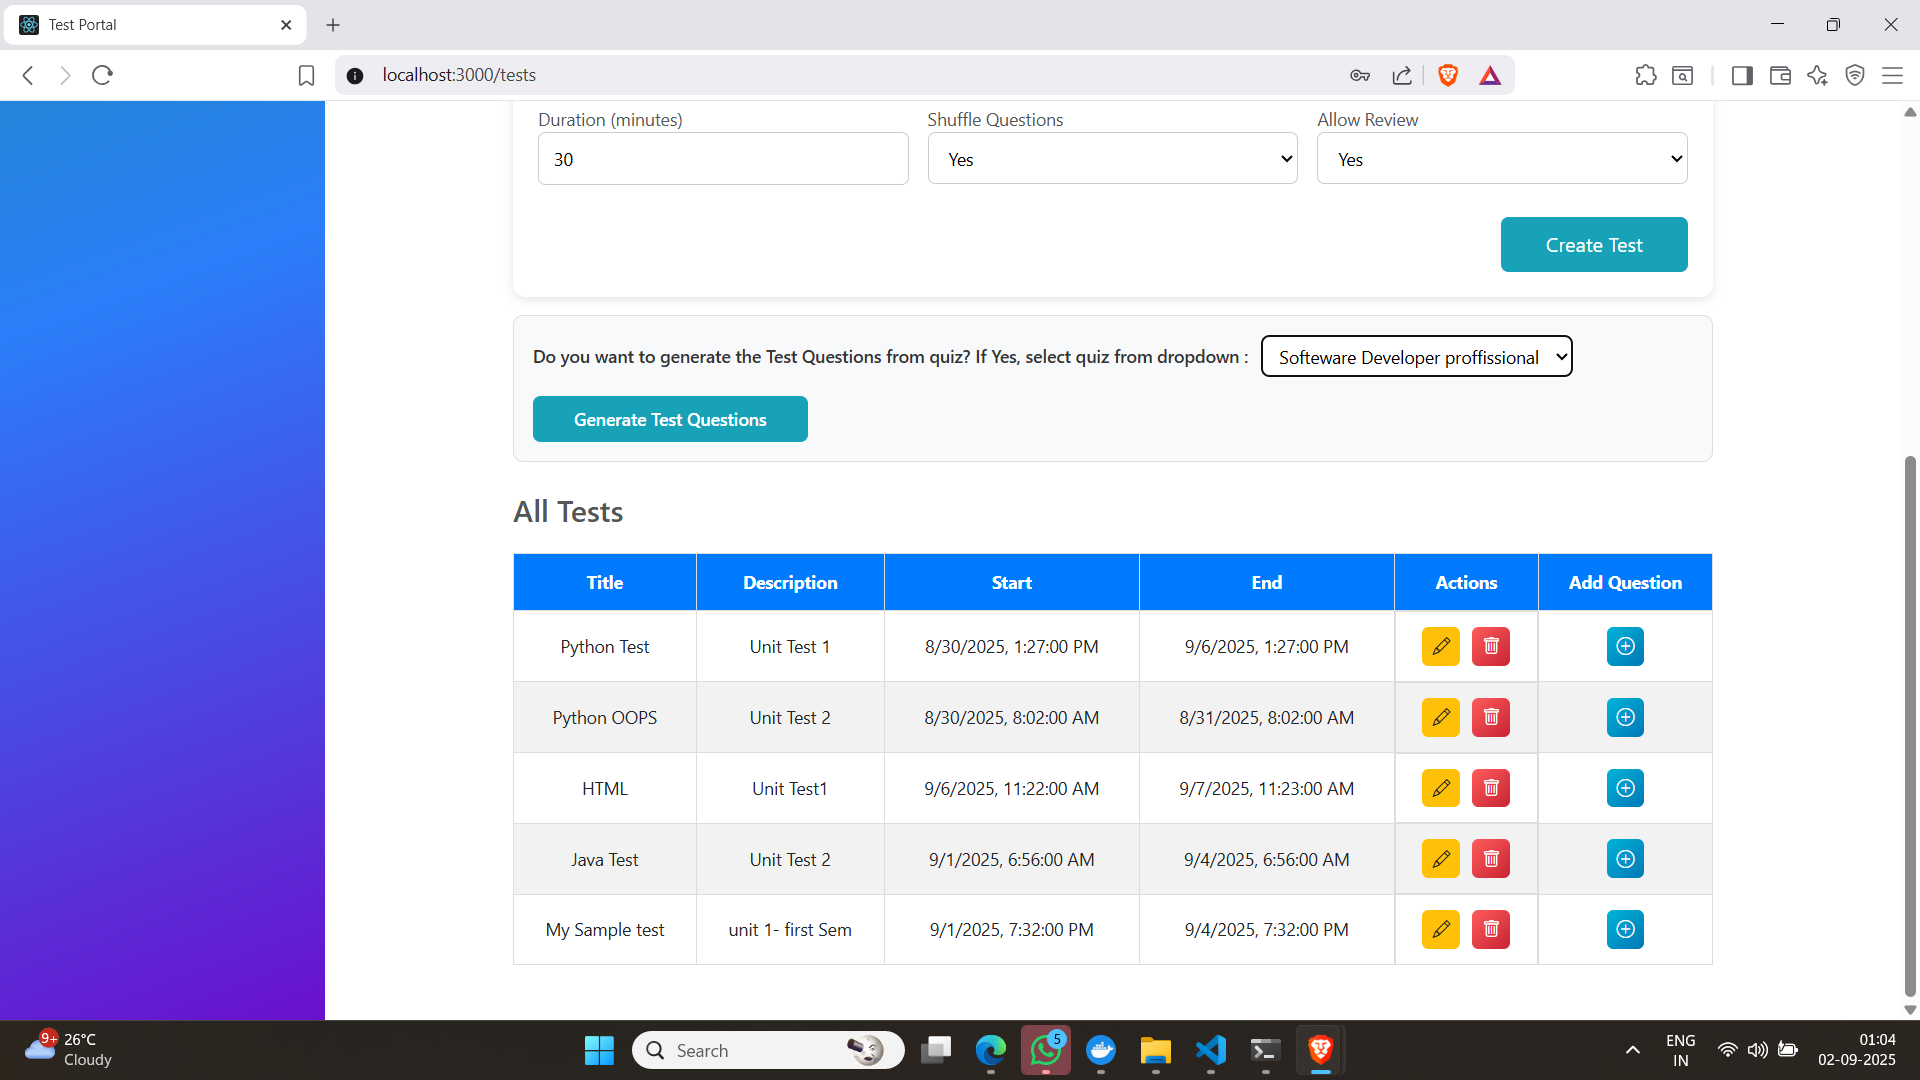 Test Portal
localhost:3000/tests
Duration (minutes) Shuffle Questions Allow Review
30 Yes Yes
Create Test
Do you want to generate the Test Questions from quiz? If Yes, select quiz from dropdown : Softeware Developer proffissional
Generate Test Questions
All Tests
Title Description Start End Actions Add Question
Python Test Unit Test 1 8/30/2025, 1:27:00 PM 9/6/2025, 1:27:00 PM
Python OOPS Unit Test 2 8/30/2025, 8:02:00 AM 8/31/2025, 8:02:00 AM
HTML Unit Test1 9/6/2025, 11:22:00 AM 9/7/2025, 11:23:00 AM
Java Test Unit Test 2 9/1/2025, 6:56:00 AM 9/4/2025, 6:56:00 AM
My Sample test unit 1- first Sem 9/1/2025, 7:32:00 PM 9/4/2025, 7:32:00 PM
9+ 26°C
Cloudy
Search
5
ENG
IN
01:04
02-09-2025